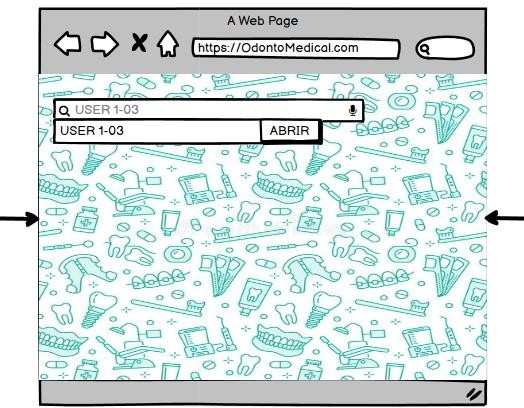 A Web Page
https://OdontoMedical.com
USER 1-03
USER 1-03 ABRIR